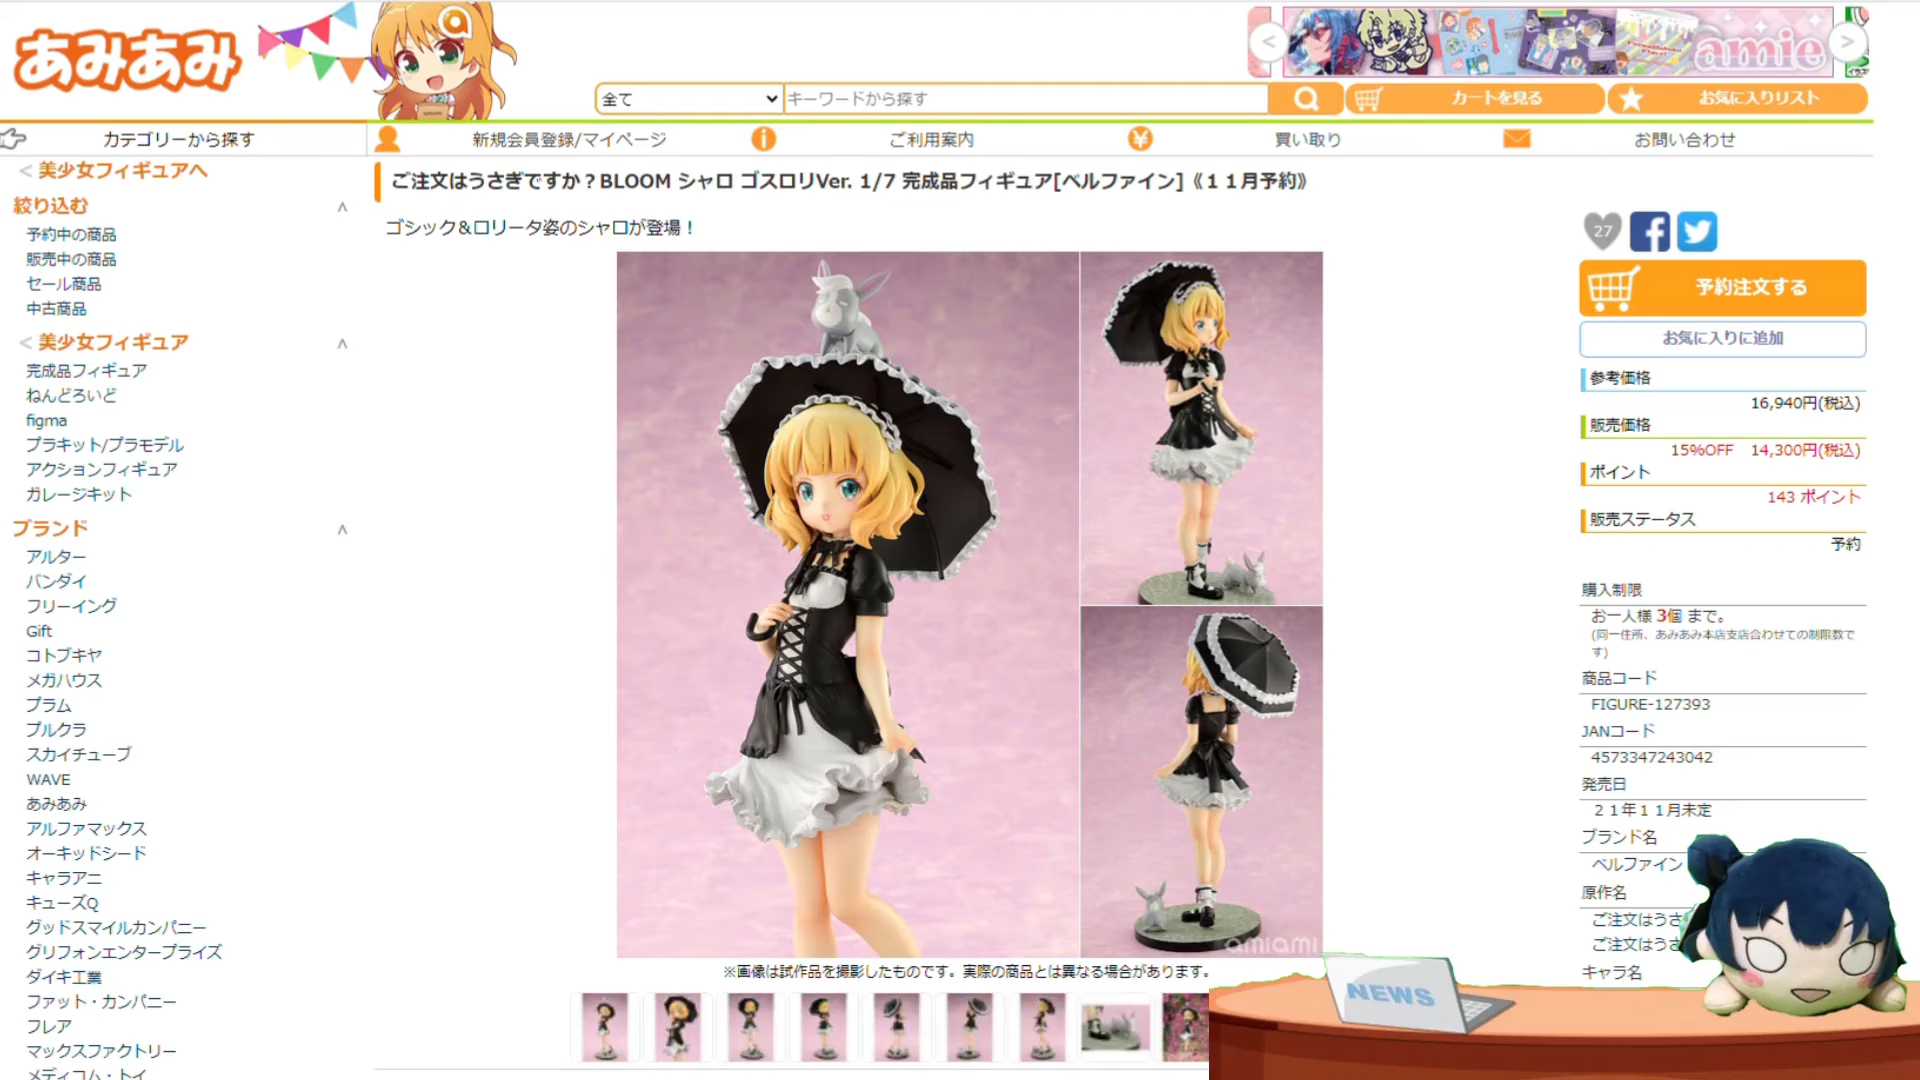 あみあみ
amie
全て
キーワードから探す
カートを見る
お気に入りリスト
カテゴリーから探す
新規会員登録/マイページ
ご利用案内
買い取り
お問い合わせ
< 美少女フィギュアへ
絞り込む
予約中の商品
販売中の商品
セール商品
中古商品
< 美少女フィギュア
完成品フィギュア
ねんどろいど
figma
プラキット/プラモデル
アクションフィギュア
ガレージキット
ブランド
アルター
バンダイ
フリーイング
Gift
コトブキヤ
メガハウス
プラム
プルクラ
スカイチューブ
WAVE
あみあみ
アルファマックス
オーキッドシード
キャラアニ
キューズQ
グッドスマイルカンパニー
グリフォンエンタープライズ
ダイキ工業
ファット・カンパニー
フレア
マックスファクトリー
メディコム・トイ
ご注文はうさぎですか？BLOOM シャロ ゴスロリVer. 1/7 完成品フィギュア[ベルファイン]《１１月予約》
ゴシック＆ロリータ姿のシャロが登場！
amiami
※画像は試作品を撮影したものです。実際の商品とは異なる場合があります。
27
予約注文する
お気に入りに追加
参考価格
16,940円(税込)
販売価格
15%OFF 14,300円(税込)
ポイント
143 ポイント
販売ステータス
予約
購入制限
お一人様 3個 まで。
(同一住所、あみあみ本店支店合わせての制限数で
す)
商品コード
FIGURE-127393
JANコード
4573347243042
発売日
２１年１１月未定
ブランド名
ベルファイン
原作名
ご注文はうさ
ご注文はうさ
キャラ名
NEWS